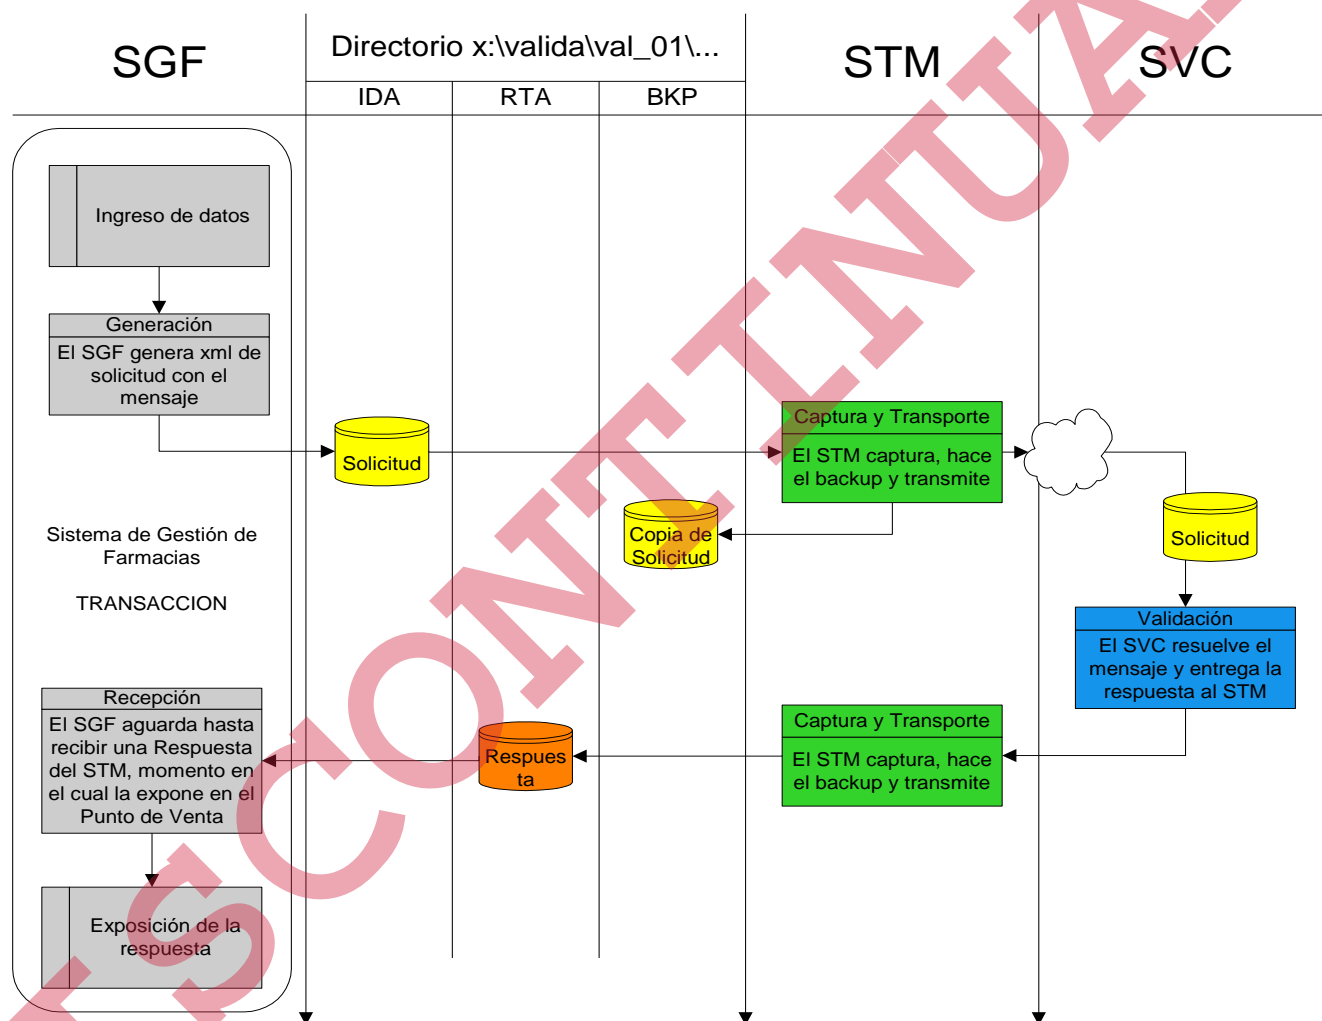 SGF
Directorio x:\valida\val_01\...
STM
SVC
IDA
RTA
BKP
Ingreso de datos
Generación
El SGF genera xml de
solicitud con el
mensaje
Solicitud
Captura y Transporte
El STM captura, hace
el backup y transmite
Copia de
Solicitud
Solicitud
Sistema de Gestión de
Farmacias
TRANSACCION
Validación
El SVC resuelve el
mensaje y entrega la
respuesta al STM
Recepción
El SGF aguarda hasta
recibir una Respuesta
del STM, momento en
el cual la expone en el
Punto de Venta
Respues
ta
Captura y Transporte
El STM captura, hace
el backup y transmite
Exposición de la
respuesta
SCONTINUA